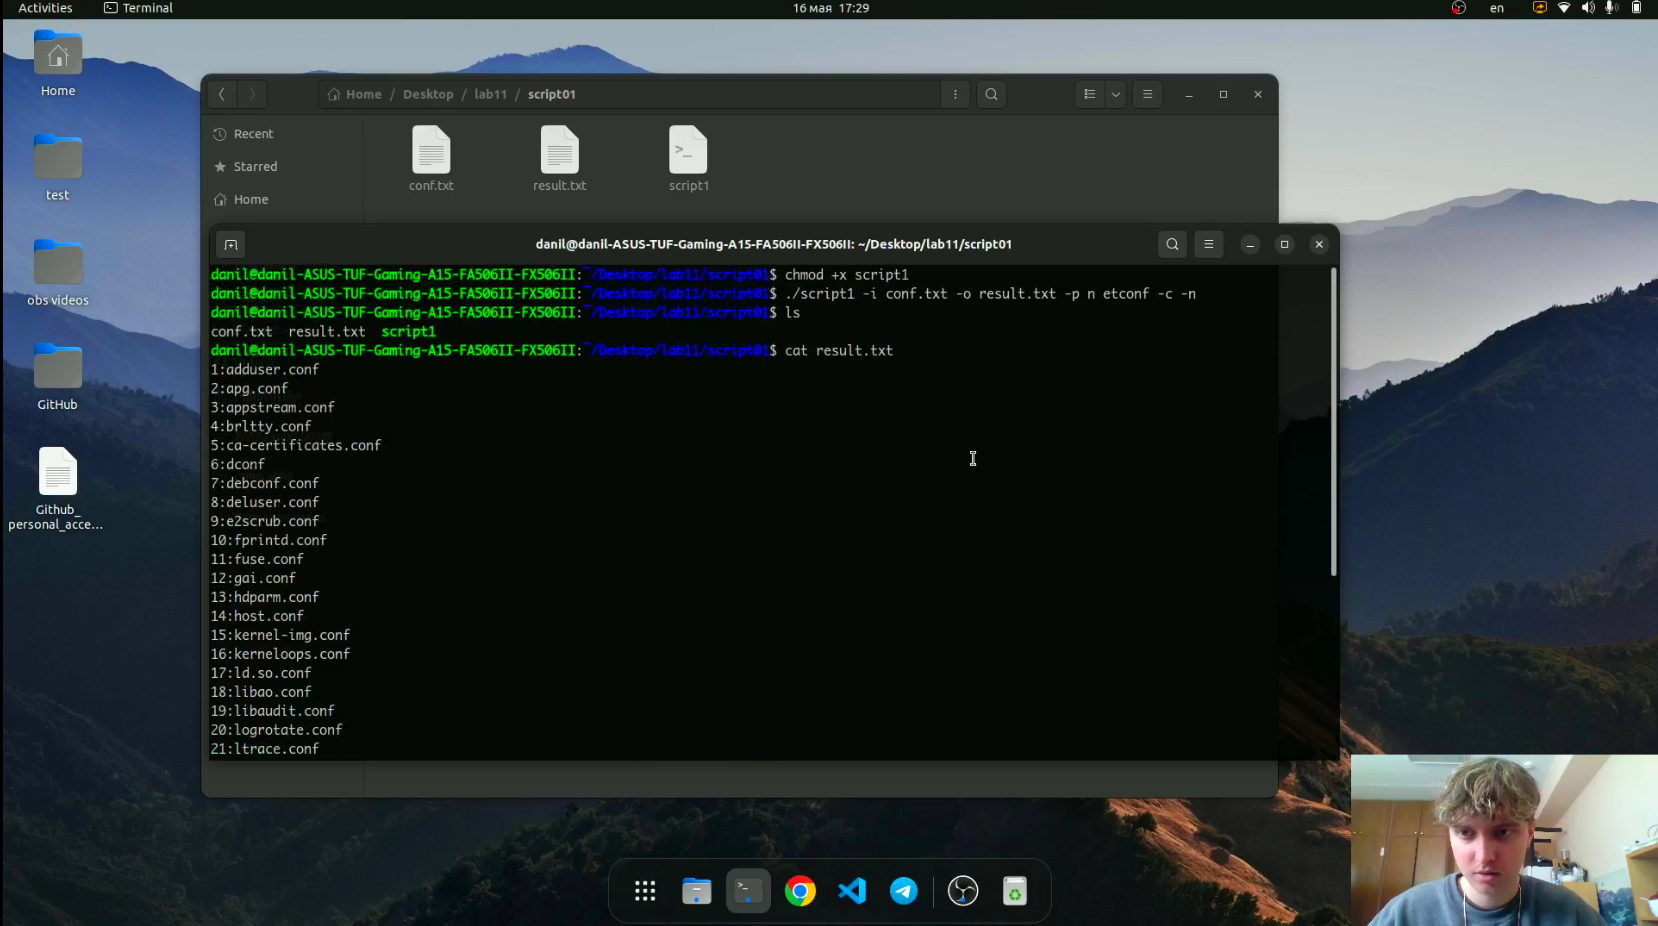 Activities
Terminal
16 мая 17:29
en
Home
test
obs videos
GitHub
Github_
personal_acce...
Home / Desktop / lab11 / script01
Recent
Starred
Home
conf.txt
result.txt
script1
danil@danil-ASUS-TUF-Gaming-A15-FA506II-FX506II: ~/Desktop/lab11/script01
danil@danil-ASUS-TUF-Gaming-A15-FA506II-FX506II:~/Desktop/lab11/script01$ chmod +x script1
danil@danil-ASUS-TUF-Gaming-A15-FA506II-FX506II:~/Desktop/lab11/script01$ ./script1 -i conf.txt -o result.txt -p n etconf -c -n
danil@danil-ASUS-TUF-Gaming-A15-FA506II-FX506II:~/Desktop/lab11/script01$ ls
conf.txt  result.txt  script1
danil@danil-ASUS-TUF-Gaming-A15-FA506II-FX506II:~/Desktop/lab11/script01$ cat result.txt
1:adduser.conf
2:apg.conf
3:appstream.conf
4:brltty.conf
5:ca-certificates.conf
6:dconf
7:debconf.conf
8:deluser.conf
9:e2scrub.conf
10:fprintd.conf
11:fuse.conf
12:gai.conf
13:hdparm.conf
14:host.conf
15:kernel-img.conf
16:kerneloops.conf
17:ld.so.conf
18:libao.conf
19:libaudit.conf
20:logrotate.conf
21:ltrace.conf